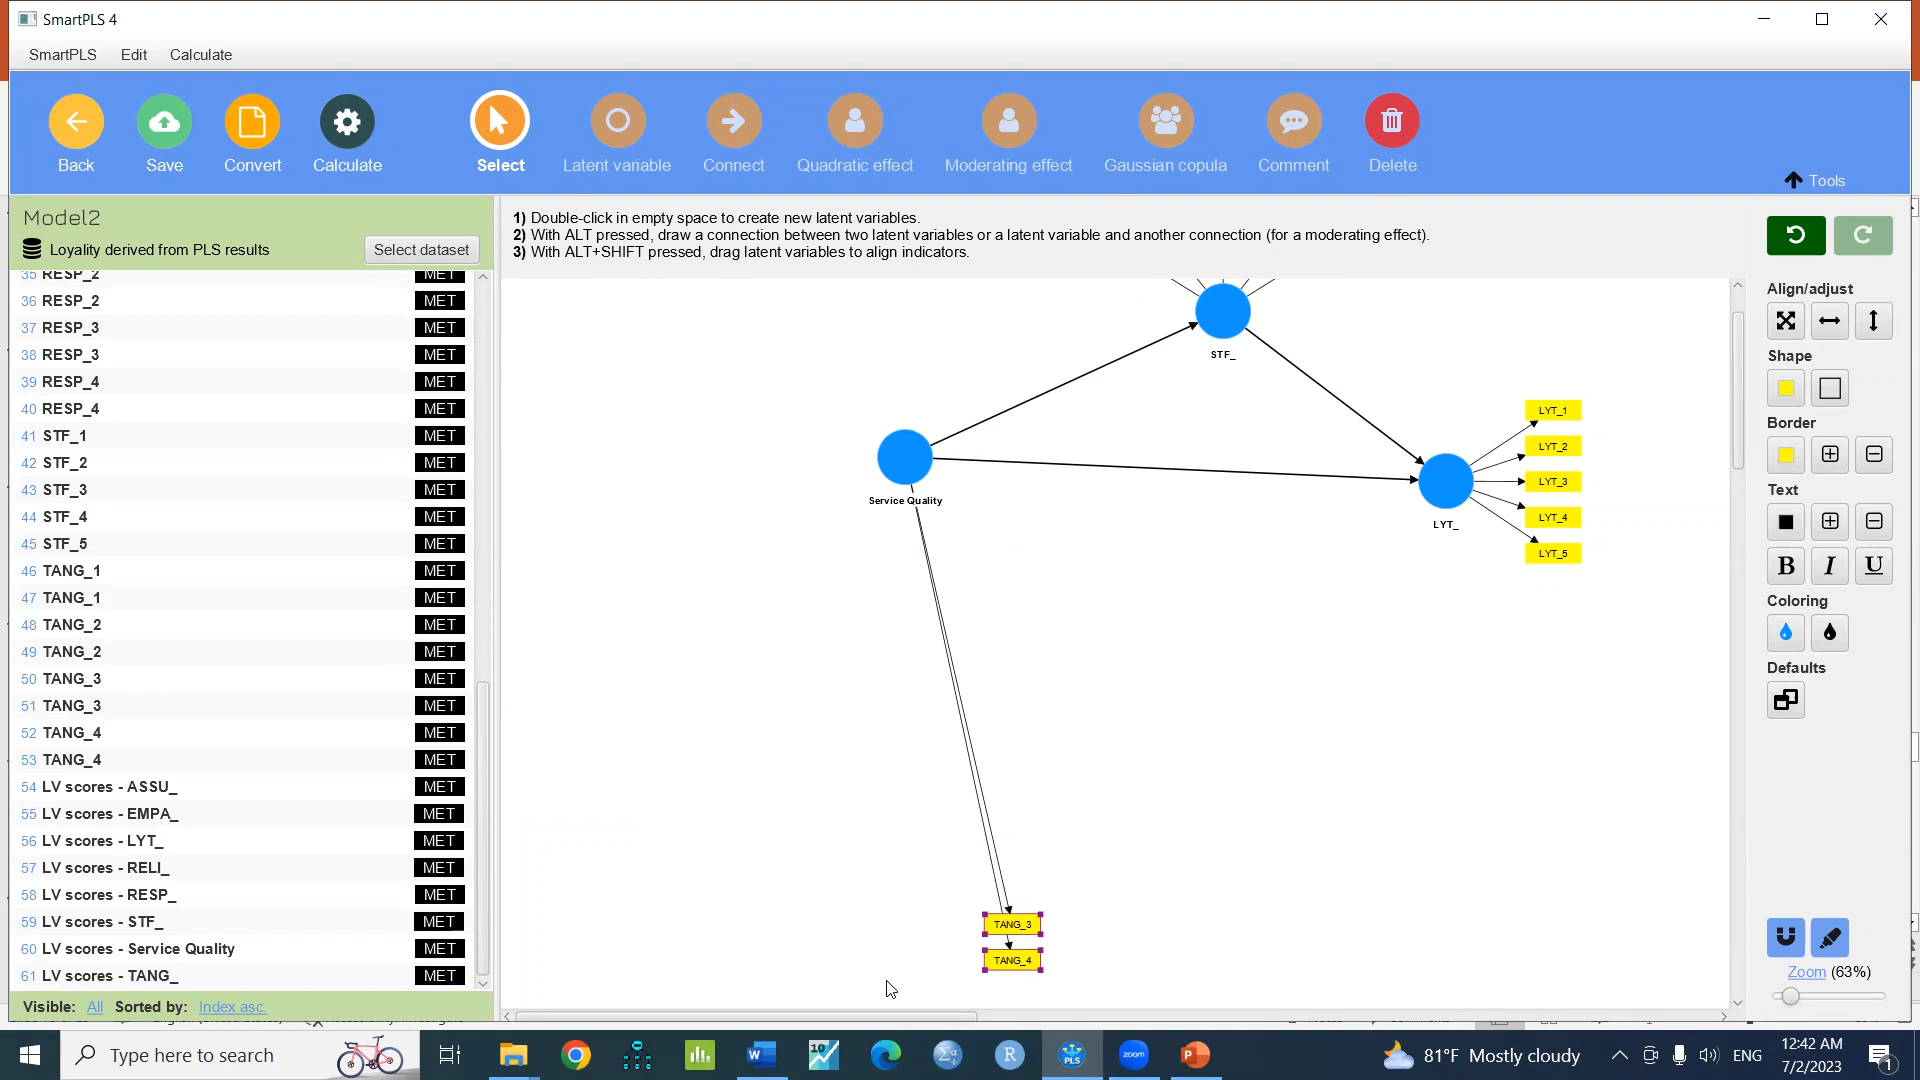 SmartPLS 4
SmartPLS Edit Calculate
Back Save Convert Calculate Select Latent variable Connect Quadratic effect Moderating effect Gaussian copula Comment Delete
Tools
Model2
Loyality derived from PLS results Select dataset
1) Double-click in empty space to create new latent variables.
2) With ALT pressed, draw a connection between two latent variables or a latent variable and another connection (for a moderating effect).
3) With ALT+SHIFT pressed, drag latent variables to align indicators.
35 RESP_2 MET
36 RESP_2 MET
37 RESP_3 MET
38 RESP_3 MET
39 RESP_4 MET
40 RESP_4 MET
41 STF_1 MET
42 STF_2 MET
43 STF_3 MET
44 STF_4 MET
45 STF_5 MET
46 TANG_1 MET
47 TANG_1 MET
48 TANG_2 MET
49 TANG_2 MET
50 TANG_3 MET
51 TANG_3 MET
52 TANG_4 MET
53 TANG_4 MET
54 LV scores - ASSU_ MET
55 LV scores - EMPA_ MET
56 LV scores - LYT_ MET
57 LV scores - RELI_ MET
58 LV scores - RESP_ MET
59 LV scores - STF_ MET
60 LV scores - Service Quality MET
61 LV scores - TANG_ MET
Visible: All Sorted by: Index asc.
STF_
Service Quality
LYT_
LYT_1
LYT_2
LYT_3
LYT_4
LYT_5
TANG_3
TANG_4
Align/adjust
Shape
Border
Text
B I U
Coloring
Defaults
Zoom (63%)
Type here to search
81°F Mostly cloudy
ENG
12:42 AM
7/2/2023
1